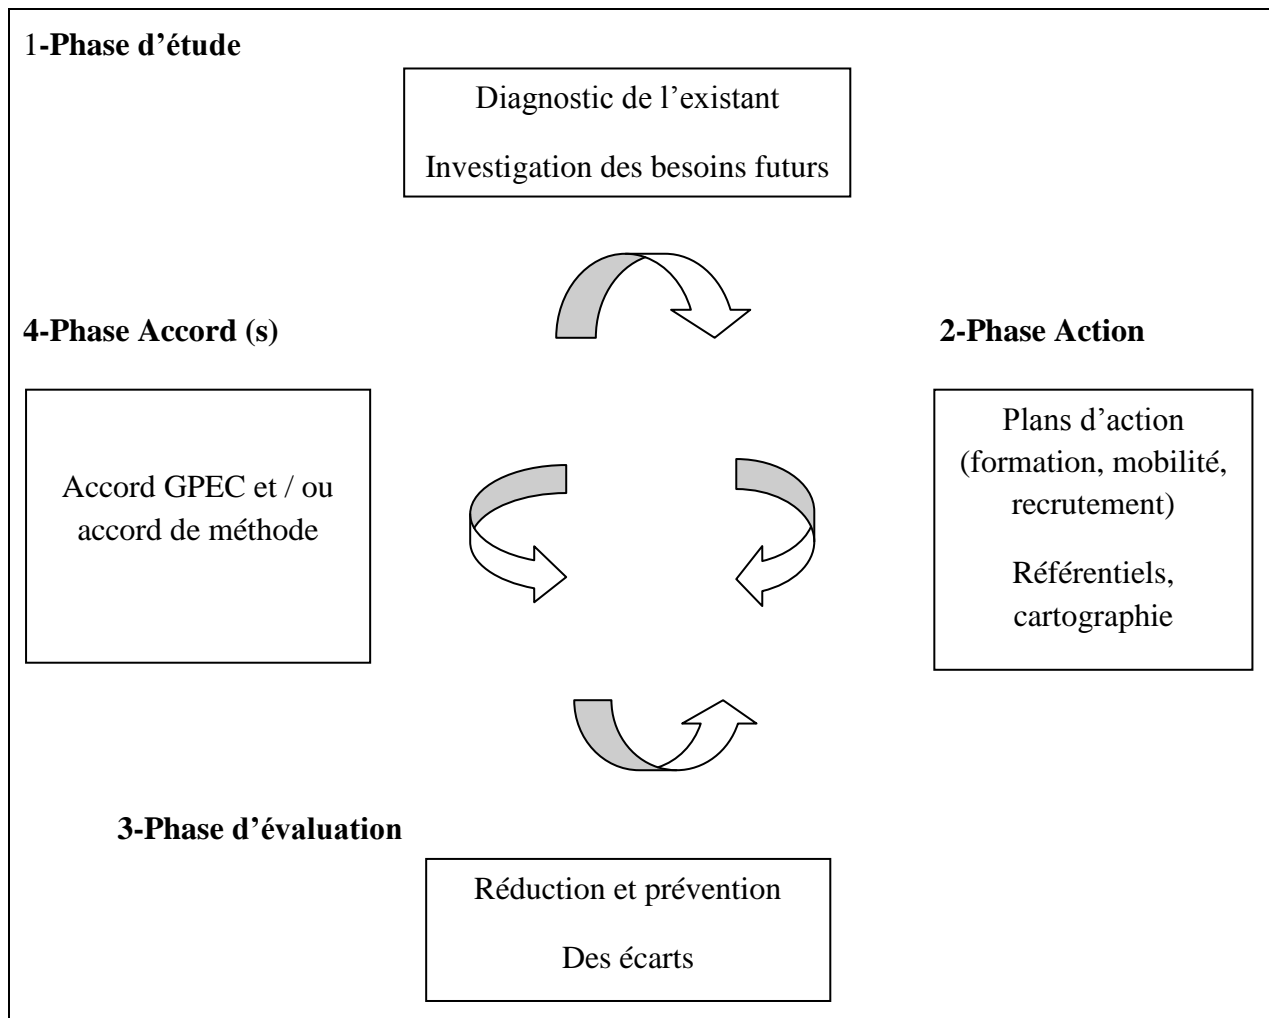 1-Phase d’étude
Diagnostic de l’existant
Investigation des besoins futurs
4-Phase Accord (s)
2-Phase Action
Accord GPEC et / ou
accord de méthode
Plans d’action
(formation, mobilité,
recrutement)
Référentiels,
cartographie
3-Phase d’évaluation
Réduction et prévention
Des écarts